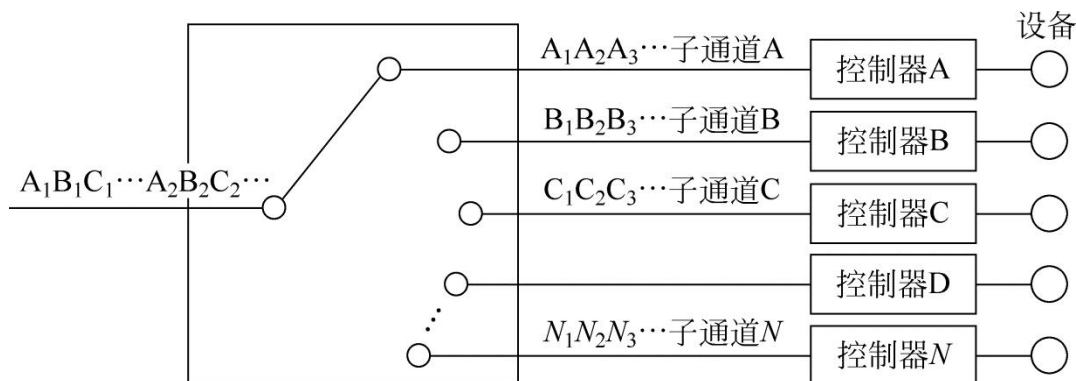 设备
A₁A₂A₃…子通道A
控制器A
B₁B₂B₃…子通道B
控制器B
A₁B₁C₁…A₂B₂C₂…
C₁C₂C₃…子通道C
控制器C
控制器D
N₁N₂N₃…子通道N
控制器N